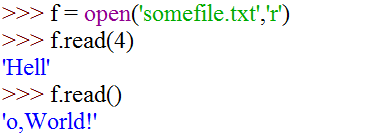 >>> f = open('somefile.txt','r')
>>> f.read(4)
'Hell'
>>> f.read()
'o,World!'